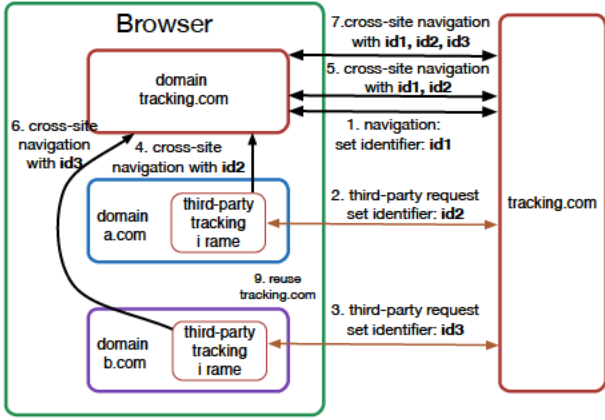 Browser
7.cross-site navigation
with id1, id2, id3
domain
tracking.com
5. cross-site navigation
with id1, id2
6. cross-site
navigation
with id3
4. cross-site
navigation with id2
1. navigation:
set identifier: id1
domain
a.com
third-party
tracking
i rame
2. third-party request
set identifier: id2
tracking.com
9. reuse
tracking.com
domain
b.com
third-party
tracking
i rame
3. third-party request
set identifier: id3